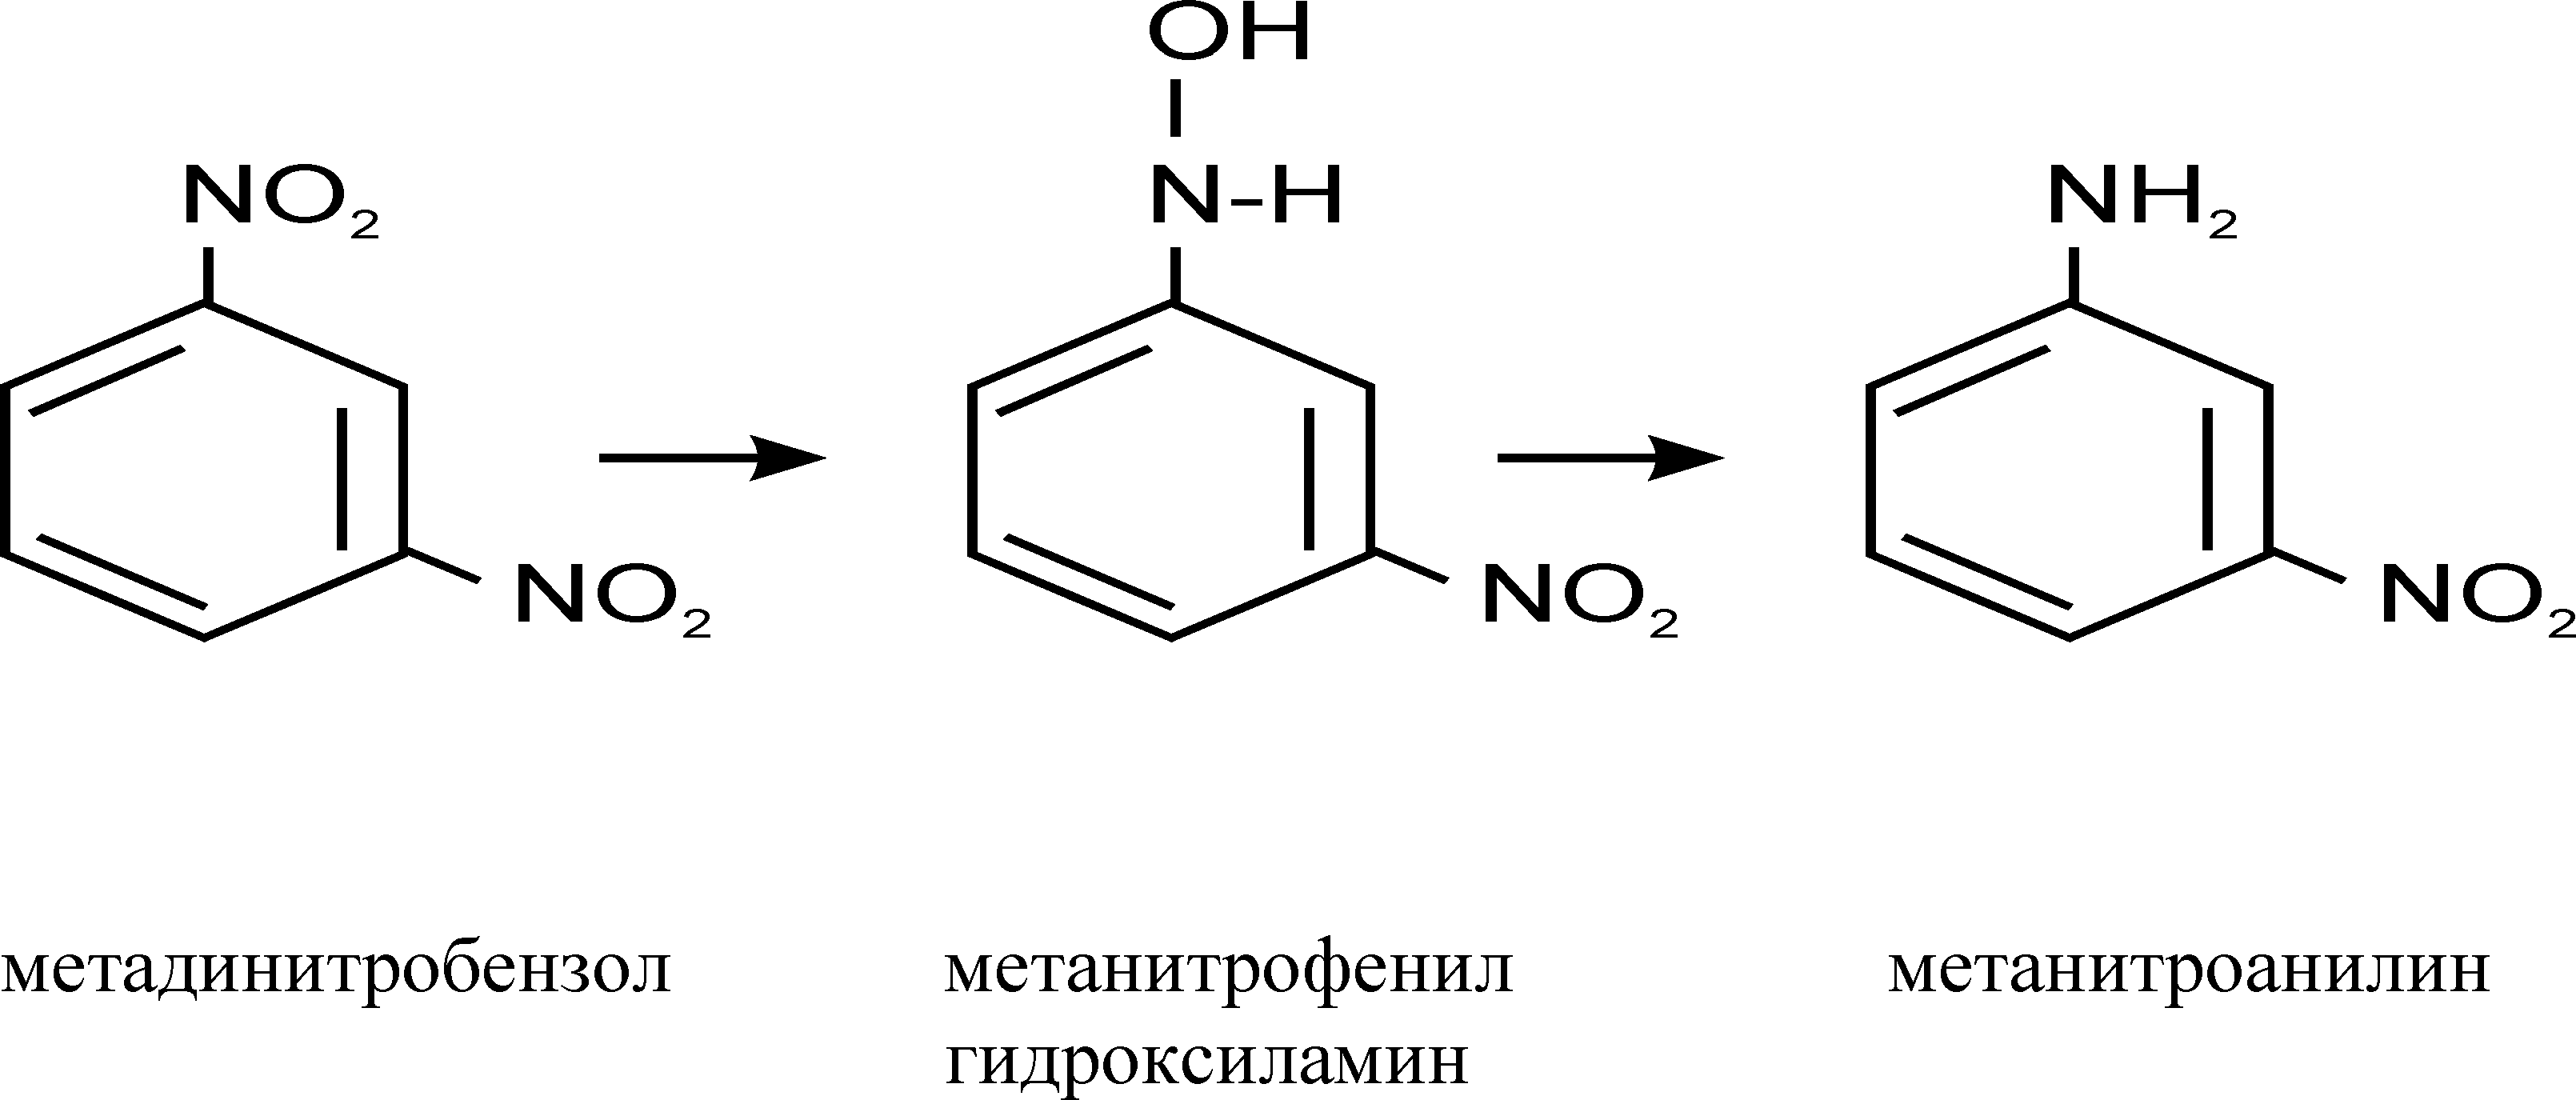 OH
NO₂ N-H NH₂
NO₂ NO₂ NO₂
метадинитробензол метанитрофенил метанитроанилин
гидроксиламин